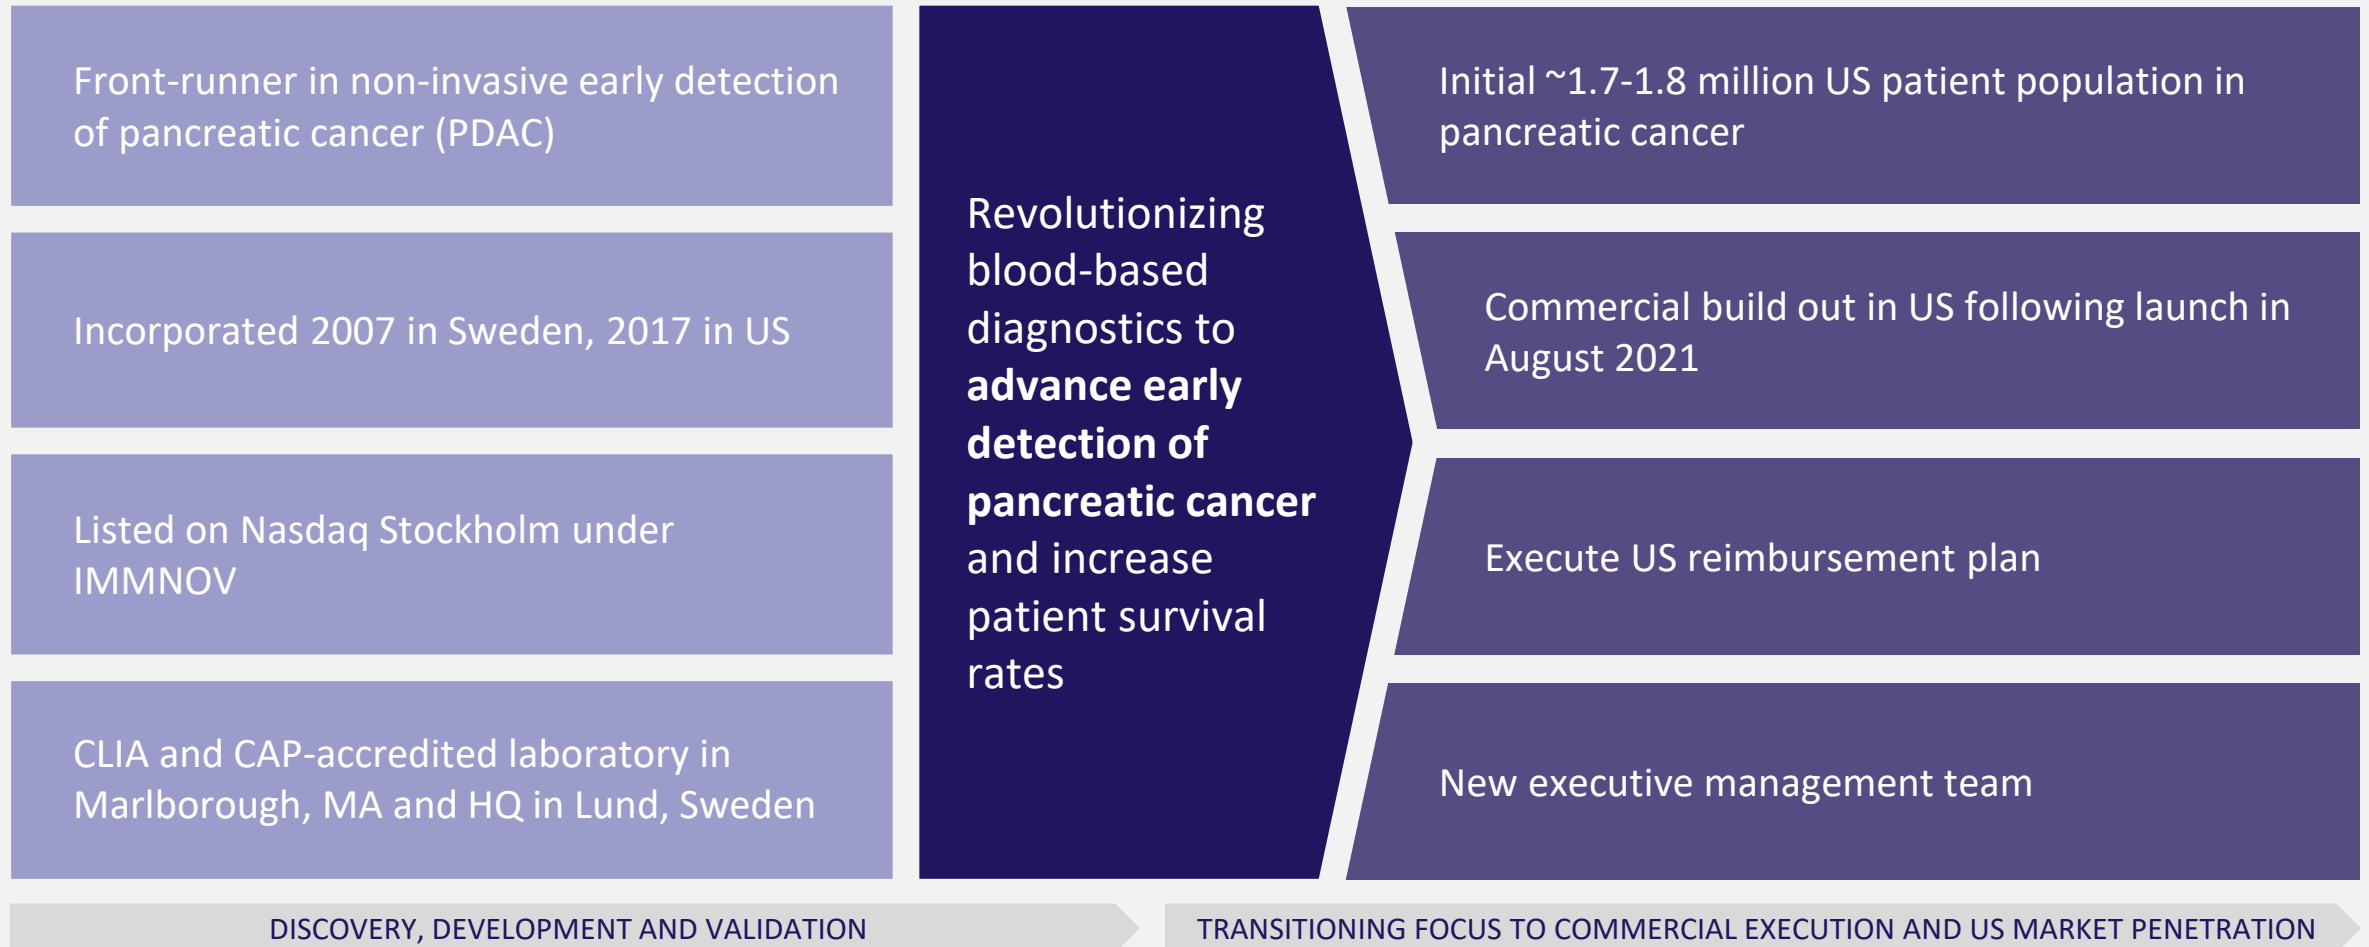 Front-runner in non-invasive early detection
of pancreatic cancer (PDAC)
Incorporated 2007 in Sweden, 2017 in US
Listed on Nasdaq Stockholm under
IMMNOV
CLIA and CAP-accredited laboratory in
Marlborough, MA and HQ in Lund, Sweden
Revolutionizing
blood-based
diagnostics to
advance early
detection of
pancreatic cancer
and increase
patient survival
rates
Initial ~1.7-1.8 million US patient population in
pancreatic cancer
Commercial build out in US following launch in
August 2021
Execute US reimbursement plan
New executive management team
DISCOVERY, DEVELOPMENT AND VALIDATION
TRANSITIONING FOCUS TO COMMERCIAL EXECUTION AND US MARKET PENETRATION